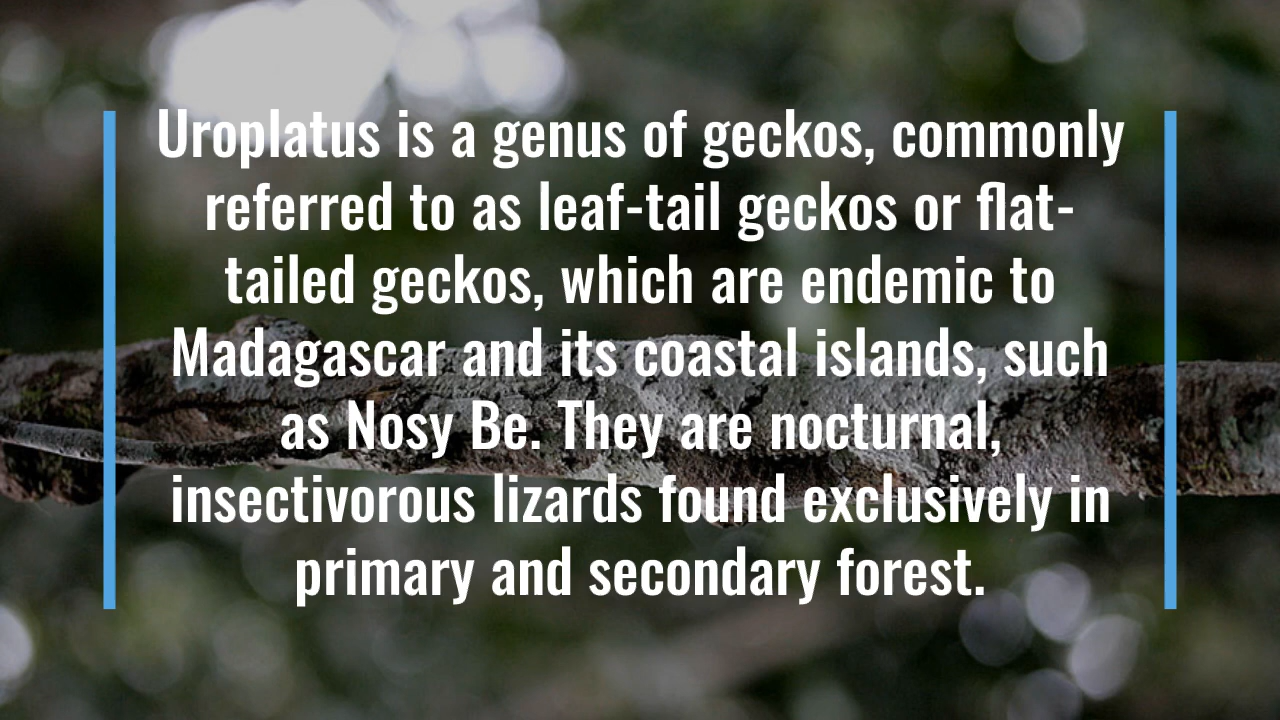 Uroplatus is a genus of geckos, commonly
referred to as leaf-tail geckos or flat-
tailed geckos, which are endemic to
Madagascar and its coastal islands, such
as Nosy Be. They are nocturnal,
insectivorous lizards found exclusively in
primary and secondary forest.